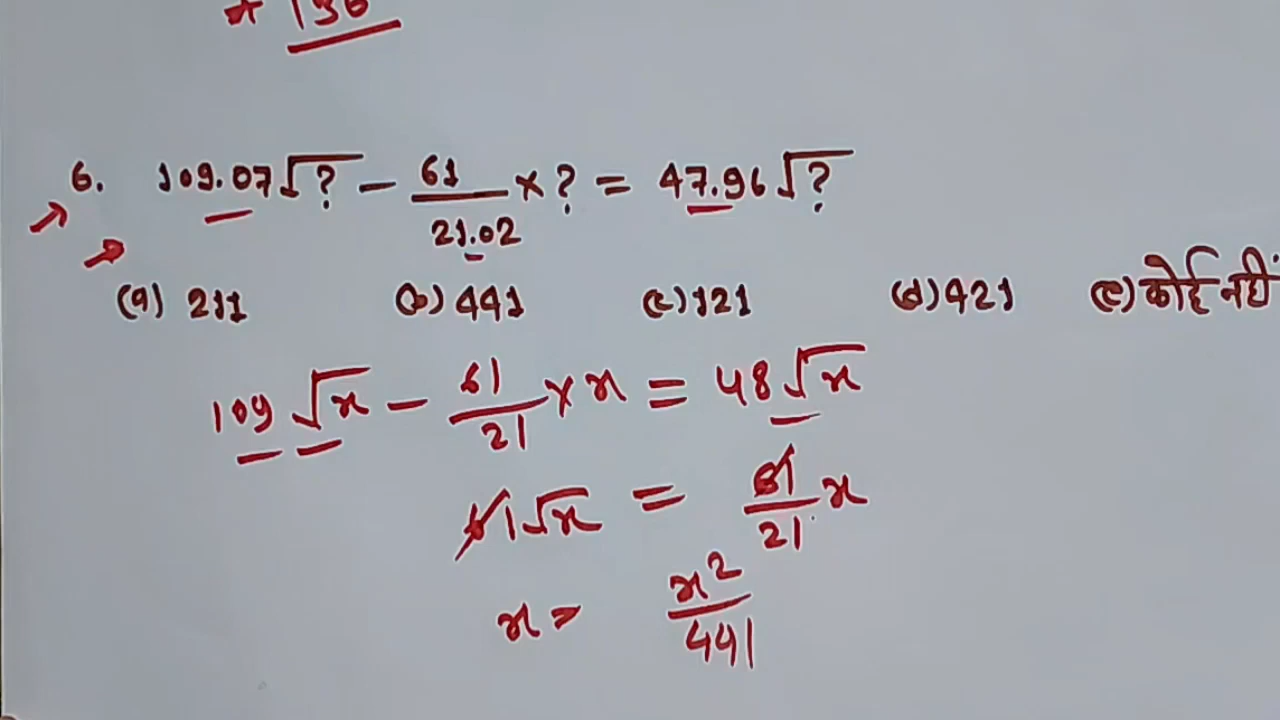 6. 109.07√? - 61/21.02 × ? = 47.96√?
(a) 211 (b) 441 (c) 121 (d) 421 (e) कोई नहीं
109√x - 61/21 × x = 48√x
61√x = 61/21 x
x = x²/441